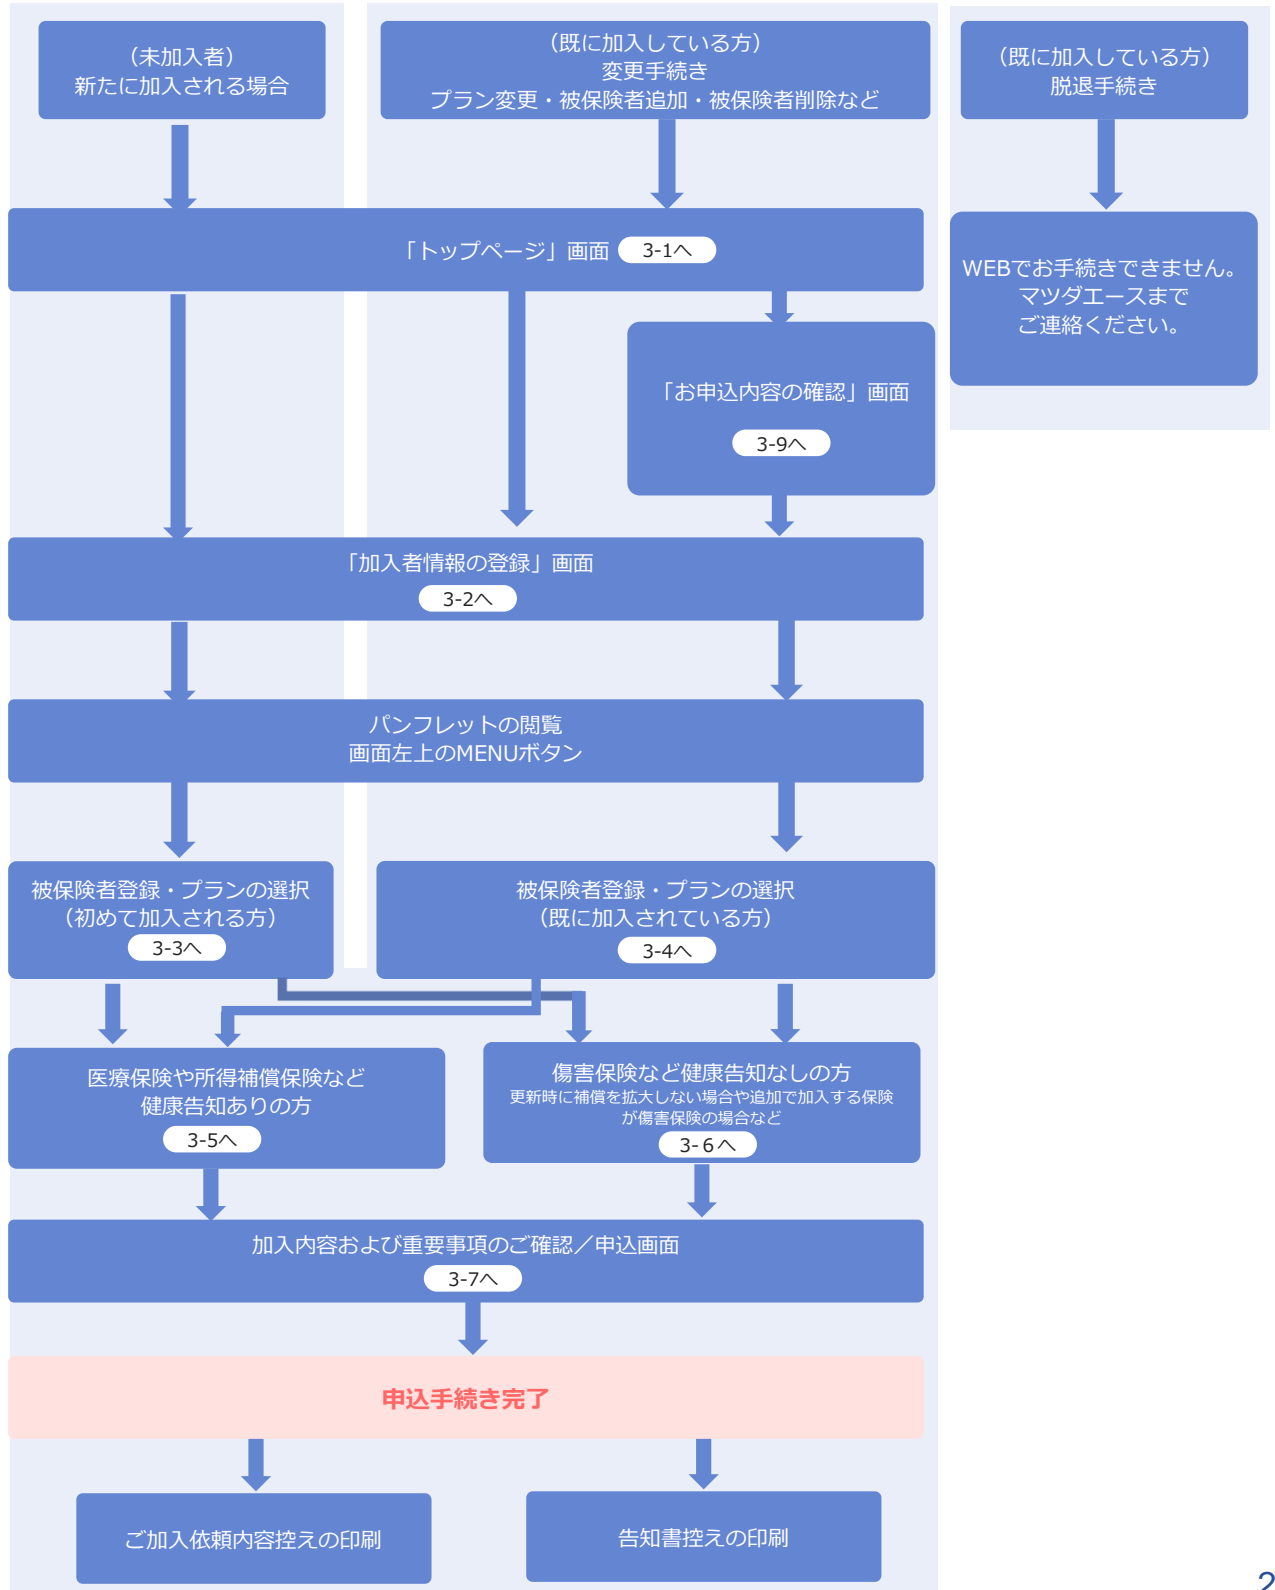 （未加入者）
新たに加入される場合
（既に加入している方）
変更手続き
プラン変更・被保険者追加・被保険者削除など
（既に加入している方）
脱退手続き
「トップページ」画面 3-1へ
WEBでお手続きできません。
マツダエースまで
ご連絡ください。
「お申込内容の確認」画面
3-9へ
「加入者情報の登録」画面
3-2へ
パンフレットの閲覧
画面左上のMENUボタン
被保険者登録・プランの選択
（初めて加入される方）
3-3へ
被保険者登録・プランの選択
（既に加入されている方）
3-4へ
医療保険や所得補償保険など
健康告知ありの方
3-5へ
傷害保険など健康告知なしの方
更新時に補償を拡大しない場合や追加で加入する保険
が傷害保険の場合など
3-６へ
加入内容および重要事項のご確認／申込画面
3-7へ
申込手続き完了
ご加入依頼内容控えの印刷
告知書控えの印刷
2